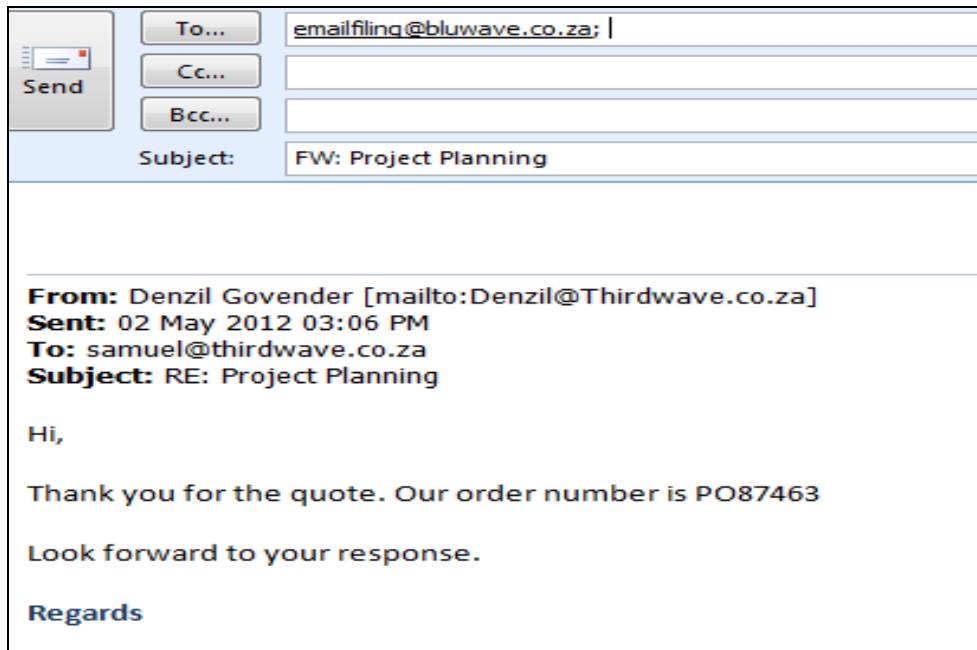 To...
emailfiling@bluwave.co.za;
Cc...
Send
Bcc...
Subject:
FW: Project Planning
From: Denzil Govender [mailto:Denzil@Thirdwave.co.za]
Sent: 02 May 2012 03:06 PM
To: samuel@thirdwave.co.za
Subject: RE: Project Planning
Hi,
Thank you for the quote. Our order number is PO87463
Look forward to your response.
Regards